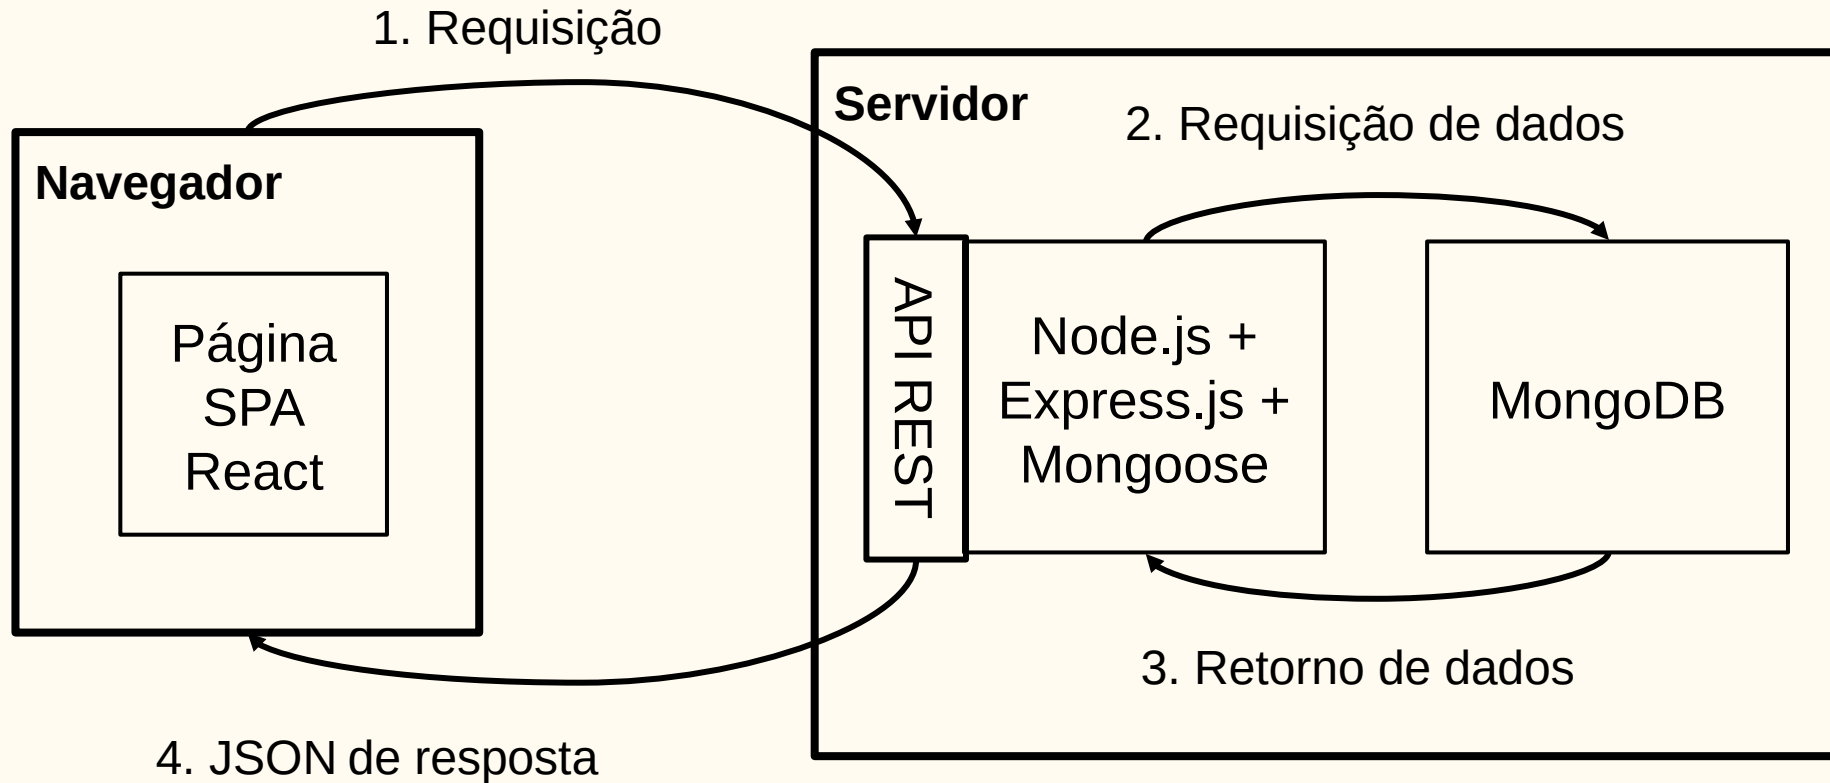 1. Requisição
Servidor
2. Requisição de dados
Navegador
Página
SPA
React
API REST
Node.js +
Express.js +
Mongoose
MongoDB
3. Retorno de dados
4. JSON de resposta